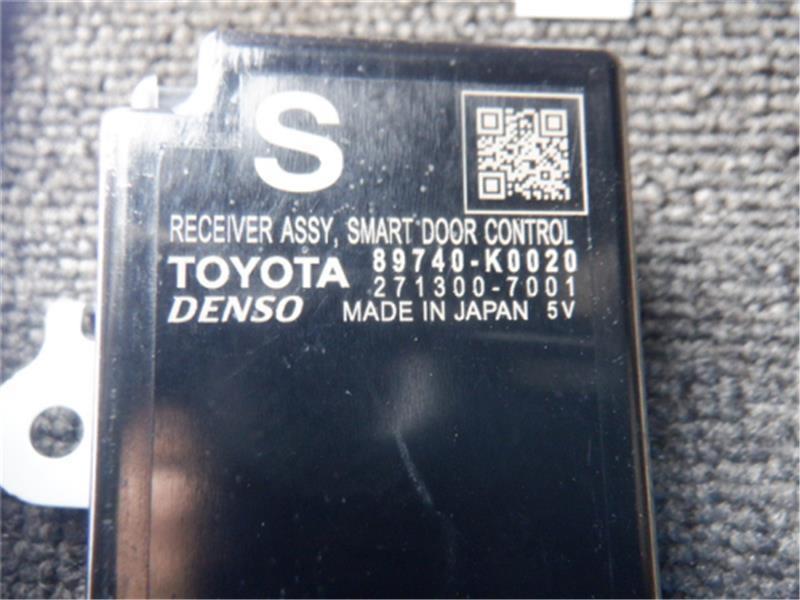 S
RECEIVER ASSY, SMART DOOR CONTROL
TOYOTA 89740-K0020
271300-7001
DENSO MADE IN JAPAN 5V